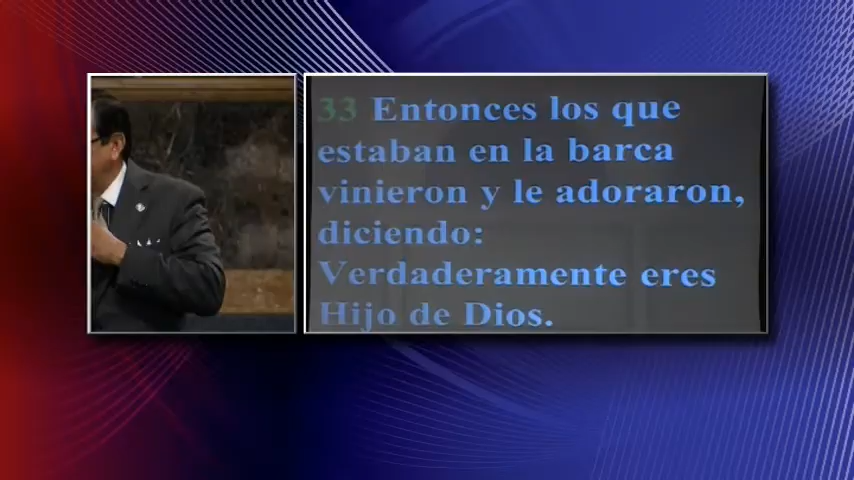 33 Entonces los que
estaban en la barca
vinieron y le adoraron,
diciendo:
Verdaderamente eres
Hijo de Dios.